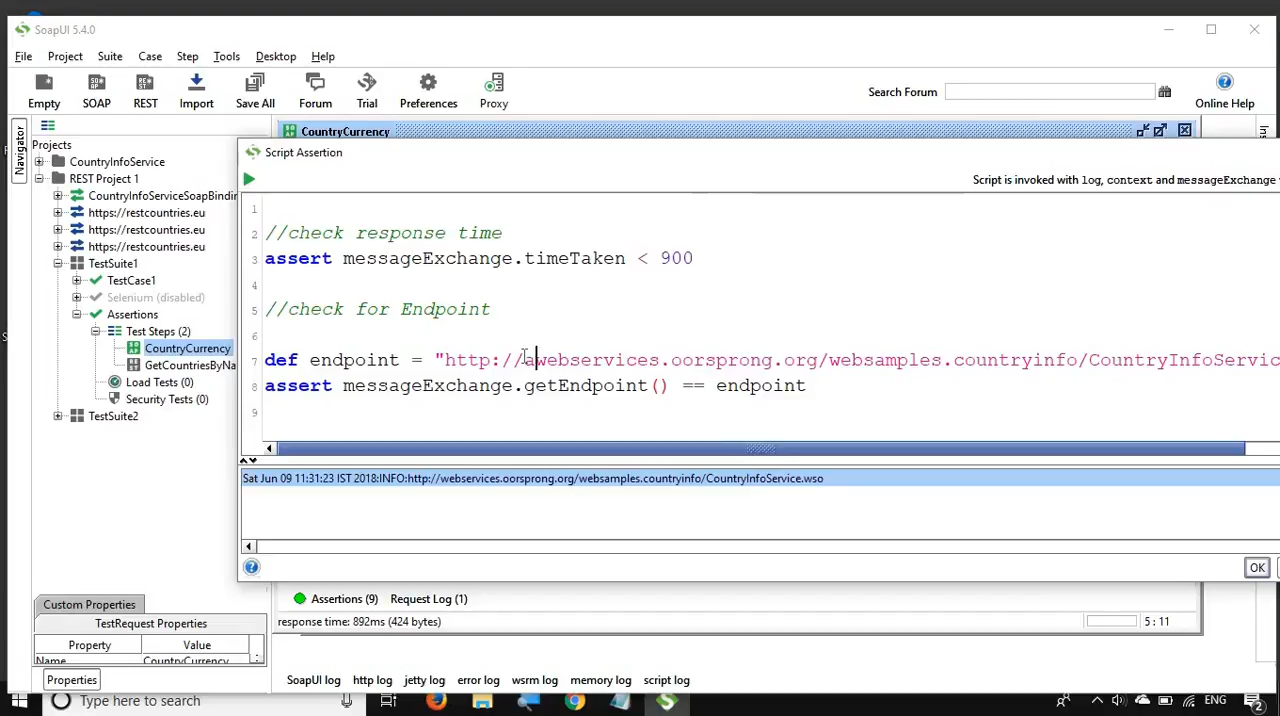 SoapUI 5.4.0
File Project Suite Case Step Tools Desktop Help
Empty SOAP REST Import Save All Forum Trial Preferences Proxy
Search Forum
Online Help
Navigator
Projects
CountryInfoService
REST Project 1
CountryInfoServiceSoapBindin
https://restcountries.eu
https://restcountries.eu
https://restcountries.eu
TestSuite1
TestCase1
Selenium (disabled)
Assertions
Test Steps (2)
CountryCurrency
GetCountriesByNa
Load Tests (0)
Security Tests (0)
TestSuite2
CountryCurrency
Script Assertion
Script is invoked with log, context and messageExchange
1
2 //check response time
3 assert messageExchange.timeTaken < 900
4
5 //check for Endpoint
6
7 def endpoint = "http://awebservices.oorsprong.org/websamples.countryinfo/CountryInfoServic
8 assert messageExchange.getEndpoint() == endpoint
9
Sat Jun 09 11:31:23 IST 2018:INFO:http://webservices.oorsprong.org/websamples.countryinfo/CountryInfoService.wso
OK
Assertions (9) Request Log (1)
response time: 892ms (424 bytes)
5 : 11
Custom Properties
TestRequest Properties
Property Value
Name CountryCurrency
Properties
SoapUI log http log jetty log error log wsrm log memory log script log
Type here to search
ENG
2